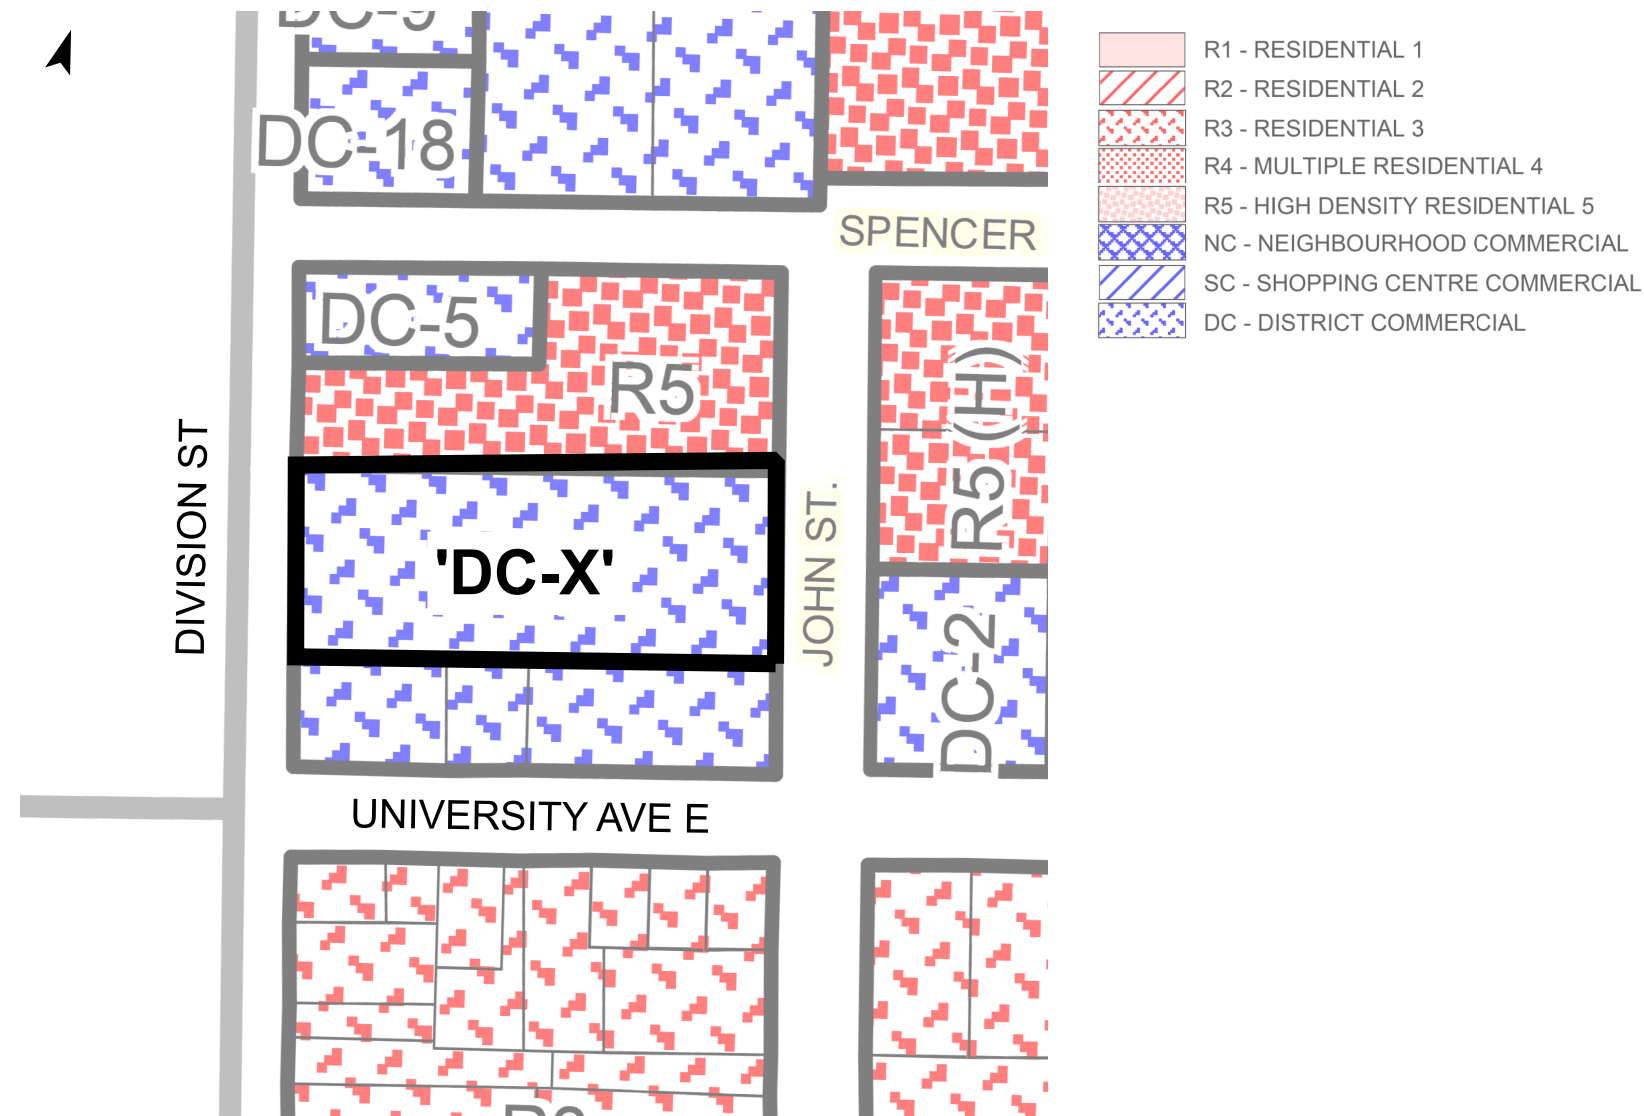 DC-9
DC-18
SPENCER
DC-5
R5
R5 (H)
DIVISION ST
'DC-X'
JOHN ST.
DC-2
UNIVERSITY AVE E
R1 - RESIDENTIAL 1
R2 - RESIDENTIAL 2
R3 - RESIDENTIAL 3
R4 - MULTIPLE RESIDENTIAL 4
R5 - HIGH DENSITY RESIDENTIAL 5
NC - NEIGHBOURHOOD COMMERCIAL
SC - SHOPPING CENTRE COMMERCIAL
DC - DISTRICT COMMERCIAL